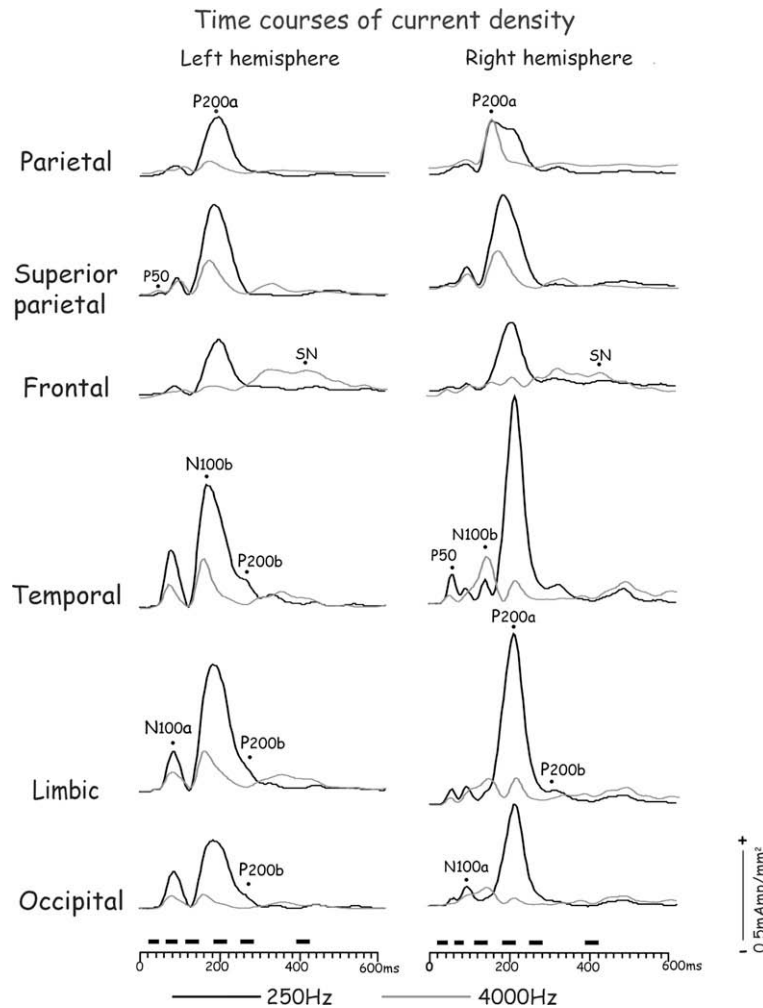 Time courses of current density
Left hemisphere Right hemisphere
P200a P200a
Parietal
P50
Superior
parietal
SN SN
Frontal
N100b
P200b
P50 N100b
Temporal
P200a
N100a P200b
P200b
Limbic
P200b
N100a
Occipital
+
0.5mAmp/mm²
-
0 200 400 600ms 0 200 400 600ms
250Hz 4000Hz